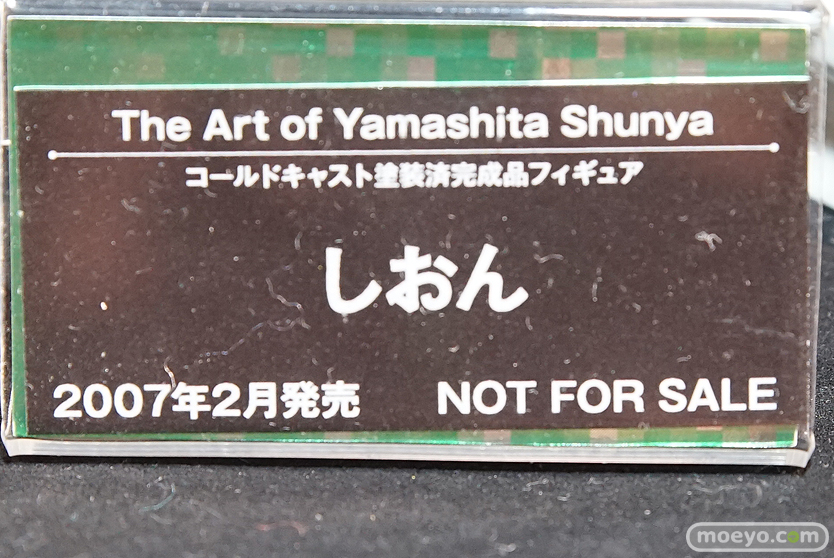 The Art of Yamashita Shunya
コールドキャスト塗装済完成品フィギュア
しおん
2007年2月発売 NOT FOR SALE
moeyo.com